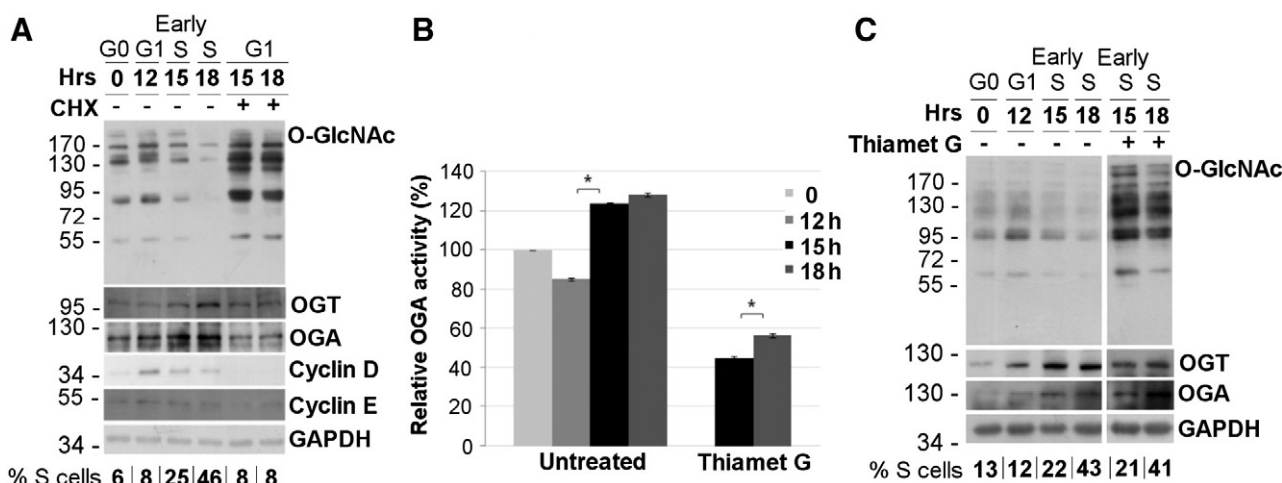 A
Early
G0 G1 S S G1
Hrs 0 12 15 18 15 18
CHX - - - - + +
O-GlcNAc
170 -
130 -
95 -
72 -
55 -
95 - OGT
130 - OGA
34 - Cyclin D
55 - Cyclin E
34 - GAPDH
% S cells 6 | 8 | 25 | 46 | 8 | 8
B
Relative OGA activity (%)
140
120
100
80
60
40
20
0
*
*
0
12 h
15 h
18 h
Untreated Thiamet G
C
Early Early
G0 G1 S S S S
Hrs 0 12 15 18 15 18
Thiamet G - - - - + +
O-GlcNAc
170 -
130 -
95 -
72 -
55 -
130 - OGT
130 - OGA
34 - GAPDH
% S cells 13 | 12 | 22 | 43 | 21 | 41